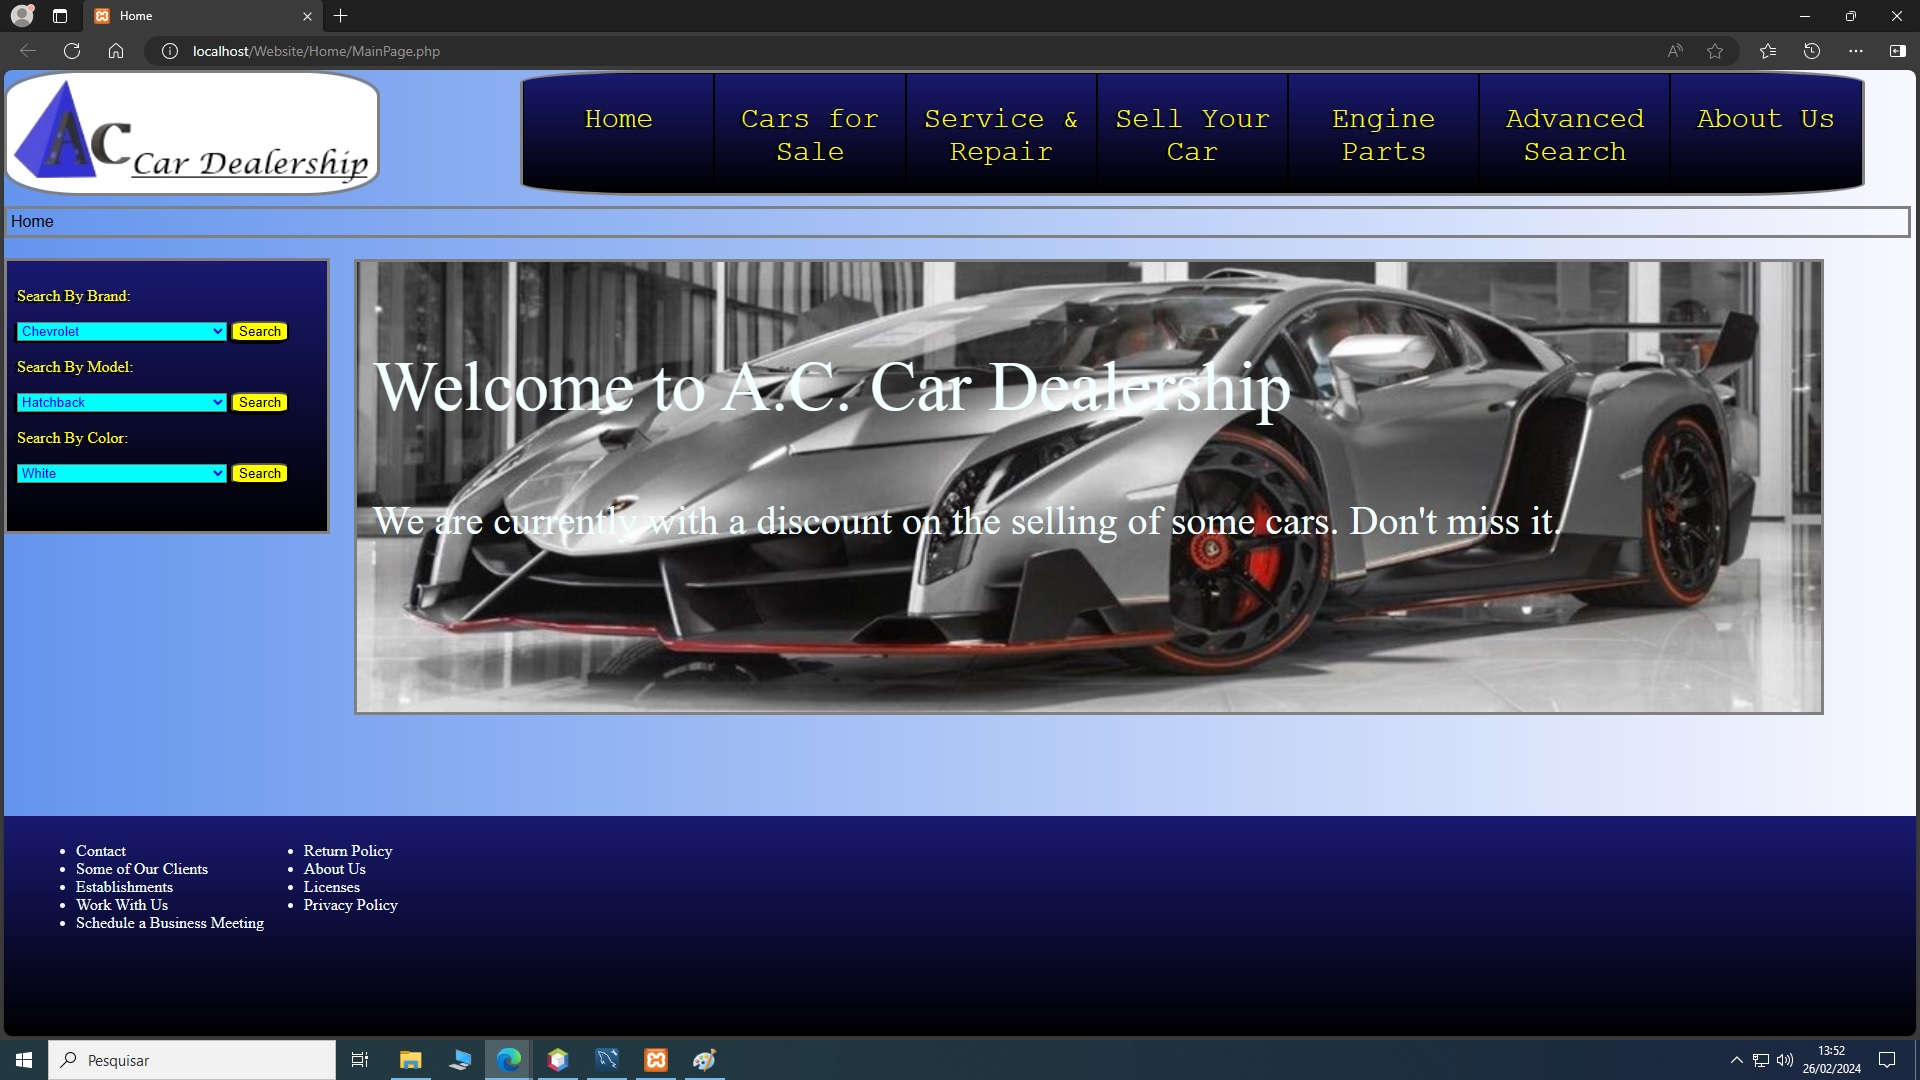 Home
localhost/Website/Home/MainPage.php
AC Car Dealership
Home
Cars for
Sale
Service &
Repair
Sell Your
Car
Engine
Parts
Advanced
Search
About Us
Home
Search By Brand:
Chevrolet Search
Search By Model:
Hatchback Search
Search By Color:
White Search
Welcome to A.C. Car Dealership
We are currently with a discount on the selling of some cars. Don't miss it.
Contact
Some of Our Clients
Establishments
Work With Us
Schedule a Business Meeting
Return Policy
About Us
Licenses
Privacy Policy
Pesquisar
13:52
26/02/2024